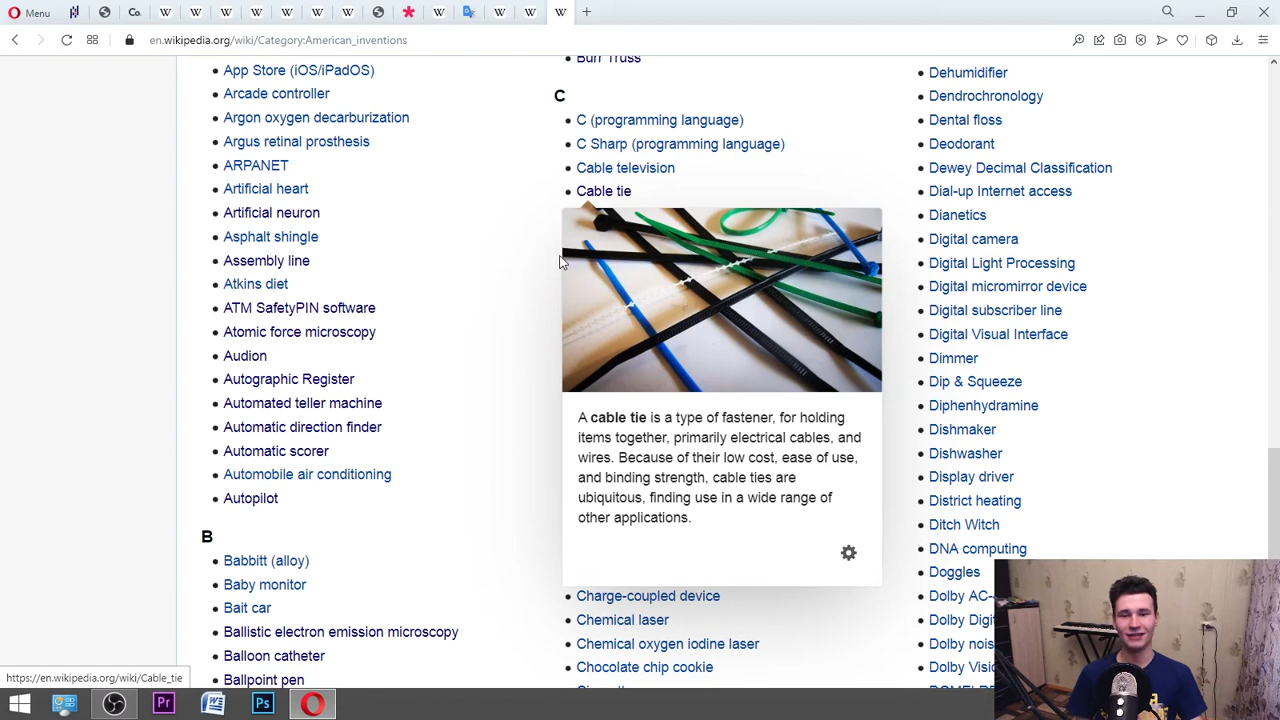 Menu
Co.
en.wikipedia.org/wiki/Category:American_inventions
App Store (iOS/iPadOS)
Arcade controller
Argon oxygen decarburization
Argus retinal prosthesis
ARPANET
Artificial heart
Artificial neuron
Asphalt shingle
Assembly line
Atkins diet
ATM SafetyPIN software
Atomic force microscopy
Audion
Autographic Register
Automated teller machine
Automatic direction finder
Automatic scorer
Automobile air conditioning
Autopilot
B
Babbitt (alloy)
Baby monitor
Bait car
Ballistic electron emission microscopy
Balloon catheter
Ballpoint pen
Burr Truss
C
C (programming language)
C Sharp (programming language)
Cable television
Cable tie
A cable tie is a type of fastener, for holding
items together, primarily electrical cables, and
wires. Because of their low cost, ease of use,
and binding strength, cable ties are
ubiquitous, finding use in a wide range of
other applications.
Charge-coupled device
Chemical laser
Chemical oxygen iodine laser
Chocolate chip cookie
Dehumidifier
Dendrochronology
Dental floss
Deodorant
Dewey Decimal Classification
Dial-up Internet access
Dianetics
Digital camera
Digital Light Processing
Digital micromirror device
Digital subscriber line
Digital Visual Interface
Dimmer
Dip & Squeeze
Diphenhydramine
Dishmaker
Dishwasher
Display driver
District heating
Ditch Witch
DNA computing
Doggles
Dolby AC-
Dolby Digi
Dolby nois
Dolby Visi
https://en.wikipedia.org/wiki/Cable_tie
Pr
W
Ps